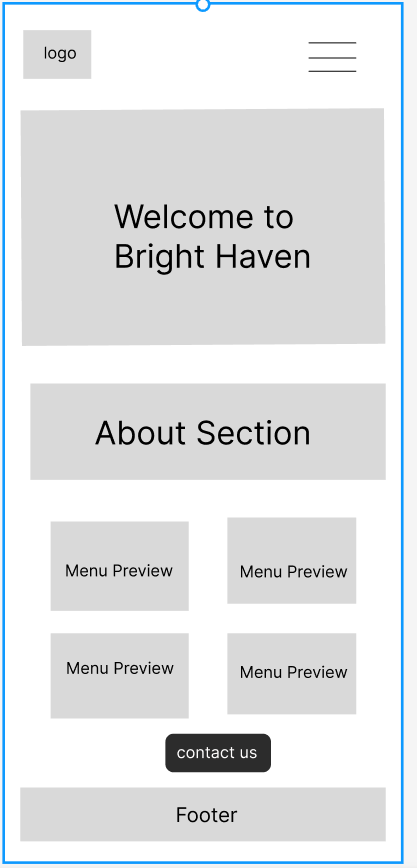 logo
Welcome to
Bright Haven
About Section
Menu Preview
Menu Preview
Menu Preview
Menu Preview
contact us
Footer